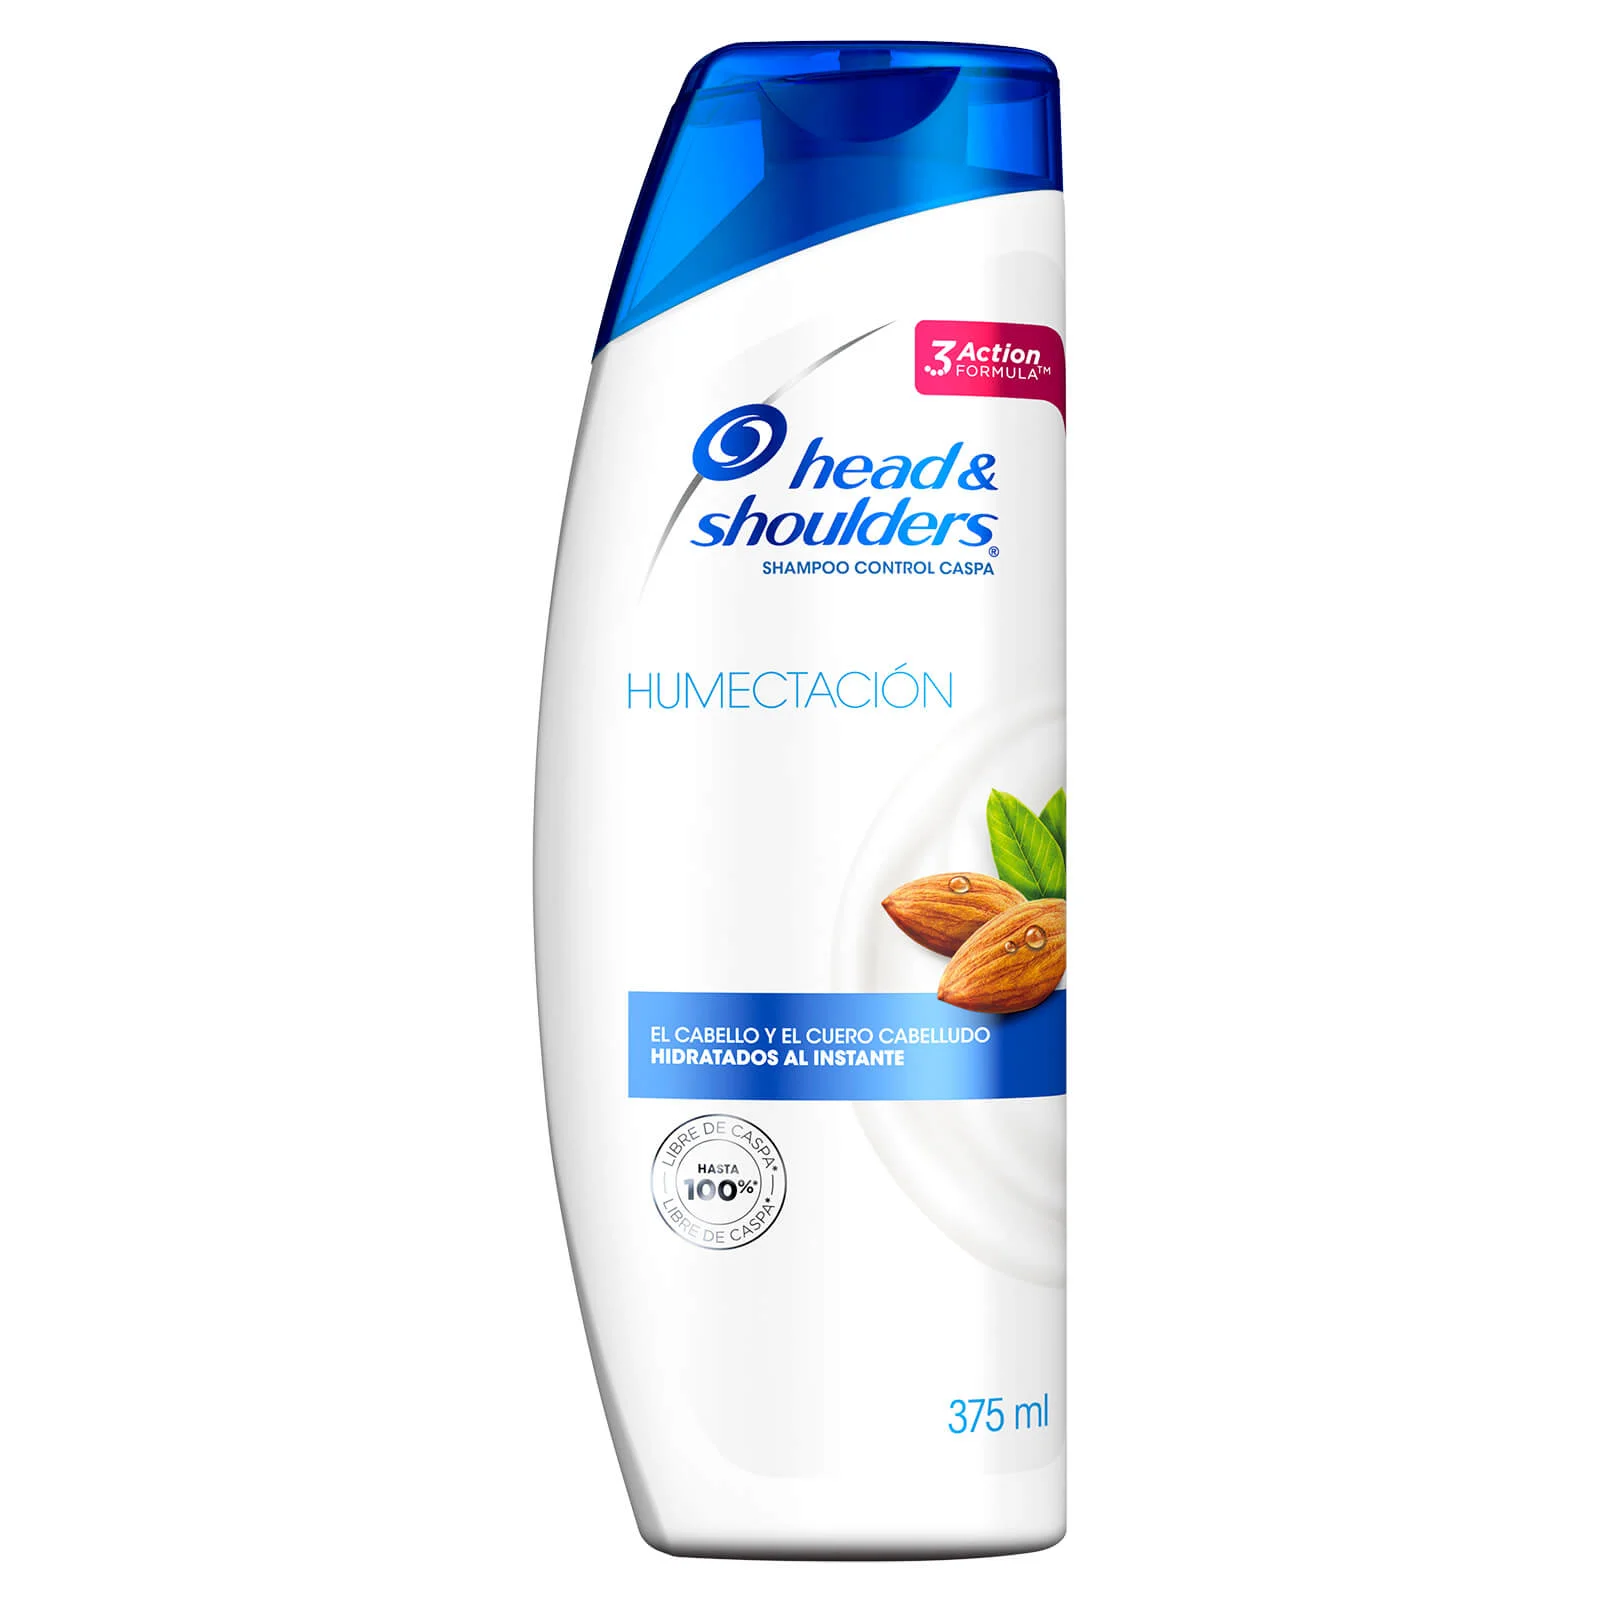 3 Action
FORMULA™
head &
shoulders®
SHAMPOO CONTROL CASPA
HUMECTACIÓN
EL CABELLO Y EL CUERO CABELLUDO
HIDRATADOS AL INSTANTE
LIBRE DE CASPA*
HASTA
100%*
LIBRE DE CASPA*
375 ml